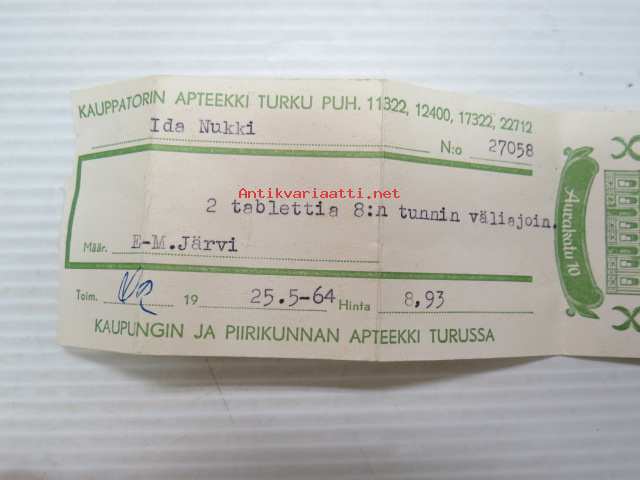 KAUPPATORIN APTEEKKI TURKU PUH. 11322, 12400, 17322, 22712
Ida Nukki N:o 27058
Antikvariaatti.net
2 tablettia 8:n tunnin väliajoin.
Määr. E-M.Järvi
Toim. 19 25.5-64 Hinta 8,93
KAUPUNGIN JA PIIRIKUNNAN APTEEKKI TURUSSA
Aurakatu 10